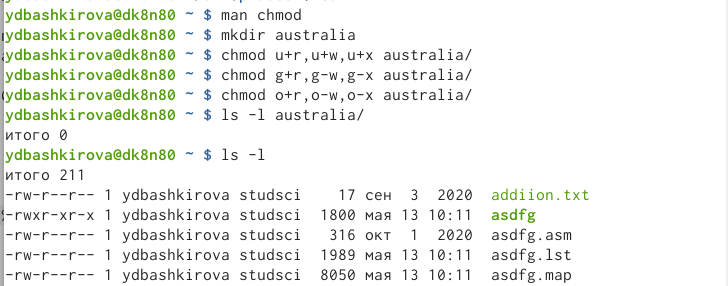 ydbashkirova@dk8n80 ~ $ man chmod
ydbashkirova@dk8n80 ~ $ mkdir australia
ydbashkirova@dk8n80 ~ $ chmod u+r,u+w,u+x australia/
ydbashkirova@dk8n80 ~ $ chmod g+r,g-w,g-x australia/
ydbashkirova@dk8n80 ~ $ chmod o+r,o-w,o-x australia/
ydbashkirova@dk8n80 ~ $ ls -l australia/
итого 0
ydbashkirova@dk8n80 ~ $ ls -l
итого 211
-rw-r--r-- 1 ydbashkirova studsci    17 сен  3  2020  addiion.txt
-rwxr-xr-x 1 ydbashkirova studsci  1800 мая 13 10:11  asdfg
-rw-r--r-- 1 ydbashkirova studsci   316 окт  1  2020  asdfg.asm
-rw-r--r-- 1 ydbashkirova studsci  1989 мая 13 10:11  asdfg.lst
-rw-r--r-- 1 ydbashkirova studsci  8050 мая 13 10:11  asdfg.map